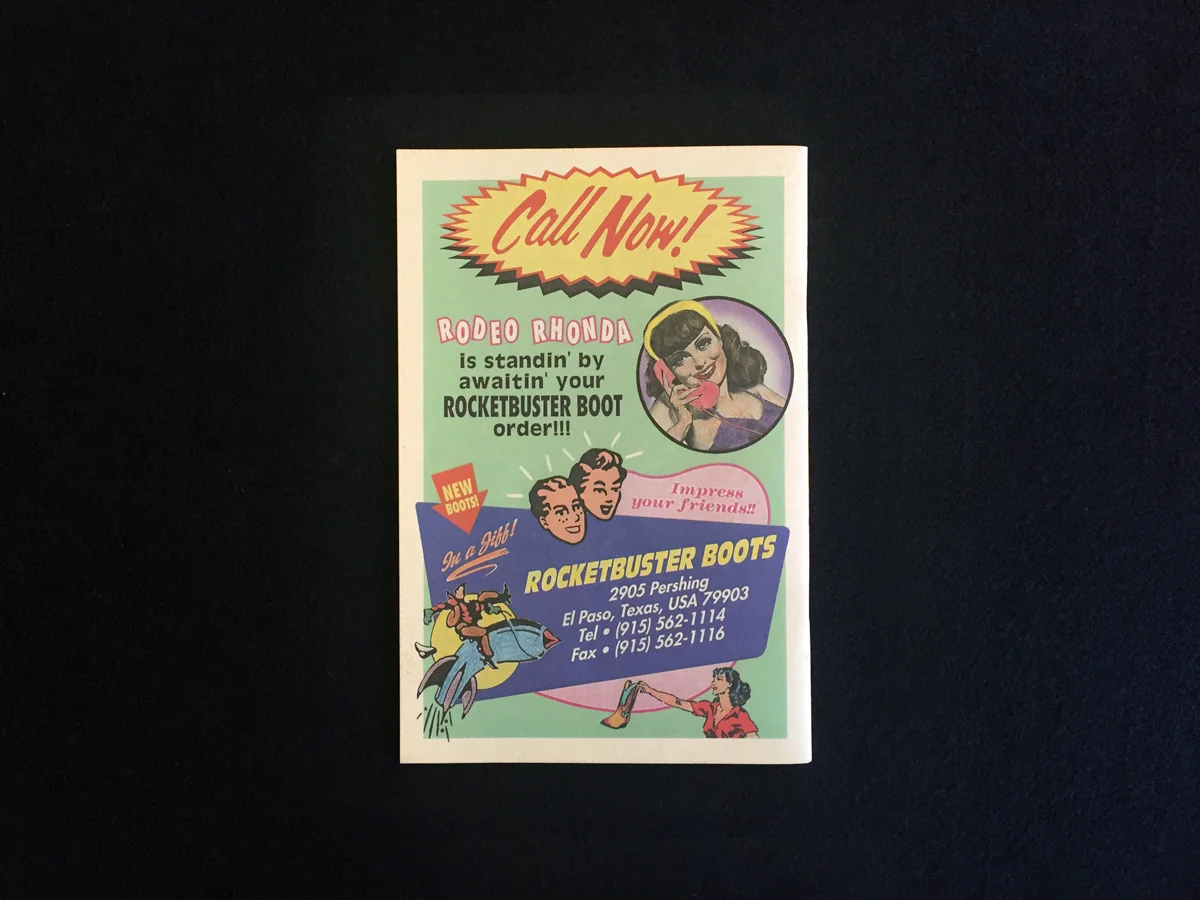 Call Now!
RODEO RHONDA
is standin' by
awaitin' your
ROCKETBUSTER BOOT
order!!!
NEW
BOOTS!
Impress
your friends!!
In a Jiff!
ROCKETBUSTER BOOTS
2905 Pershing
El Paso, Texas, USA 79903
Tel • (915) 562-1114
Fax • (915) 562-1116